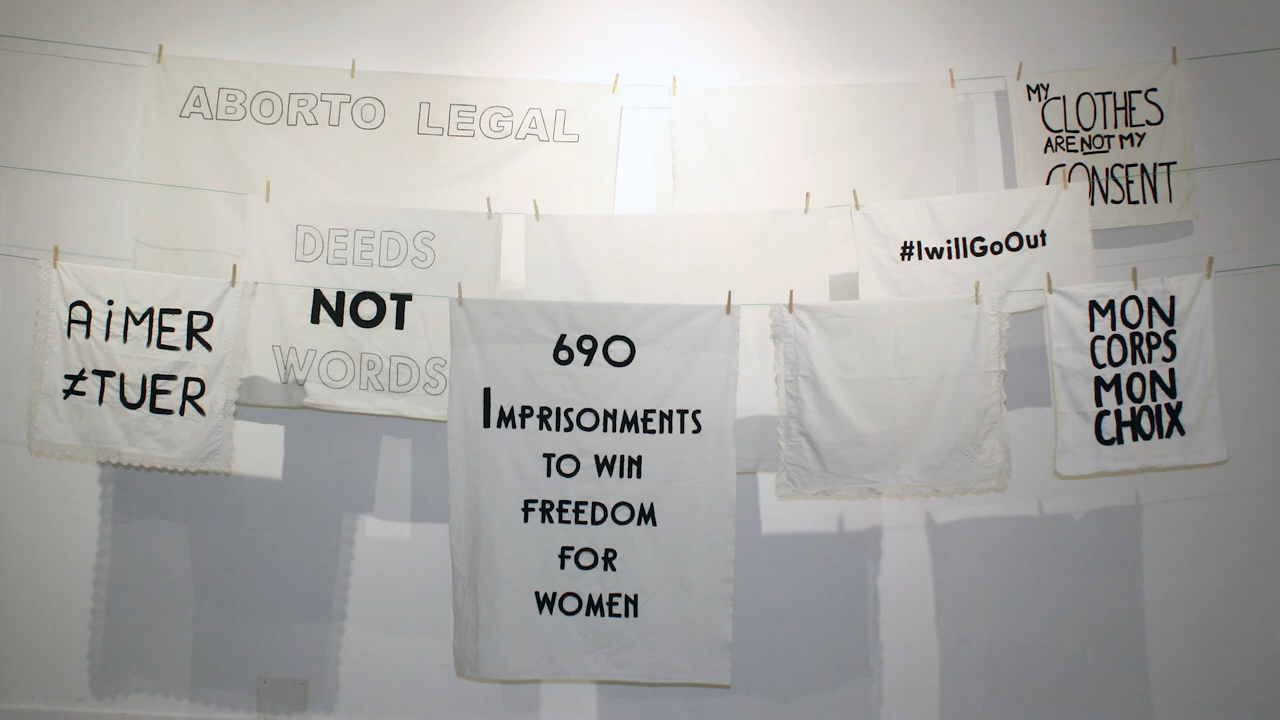 ABORTO LEGAL
MY
CLOTHES
ARE NOT MY
CONSENT
DEEDS
NOT
WORDS
#IwillGoOut
AiMER
≠TUER
690
IMPRISONMENTS
TO WIN
FREEDOM
FOR
WOMEN
MON
CORPS
MON
CHOIX